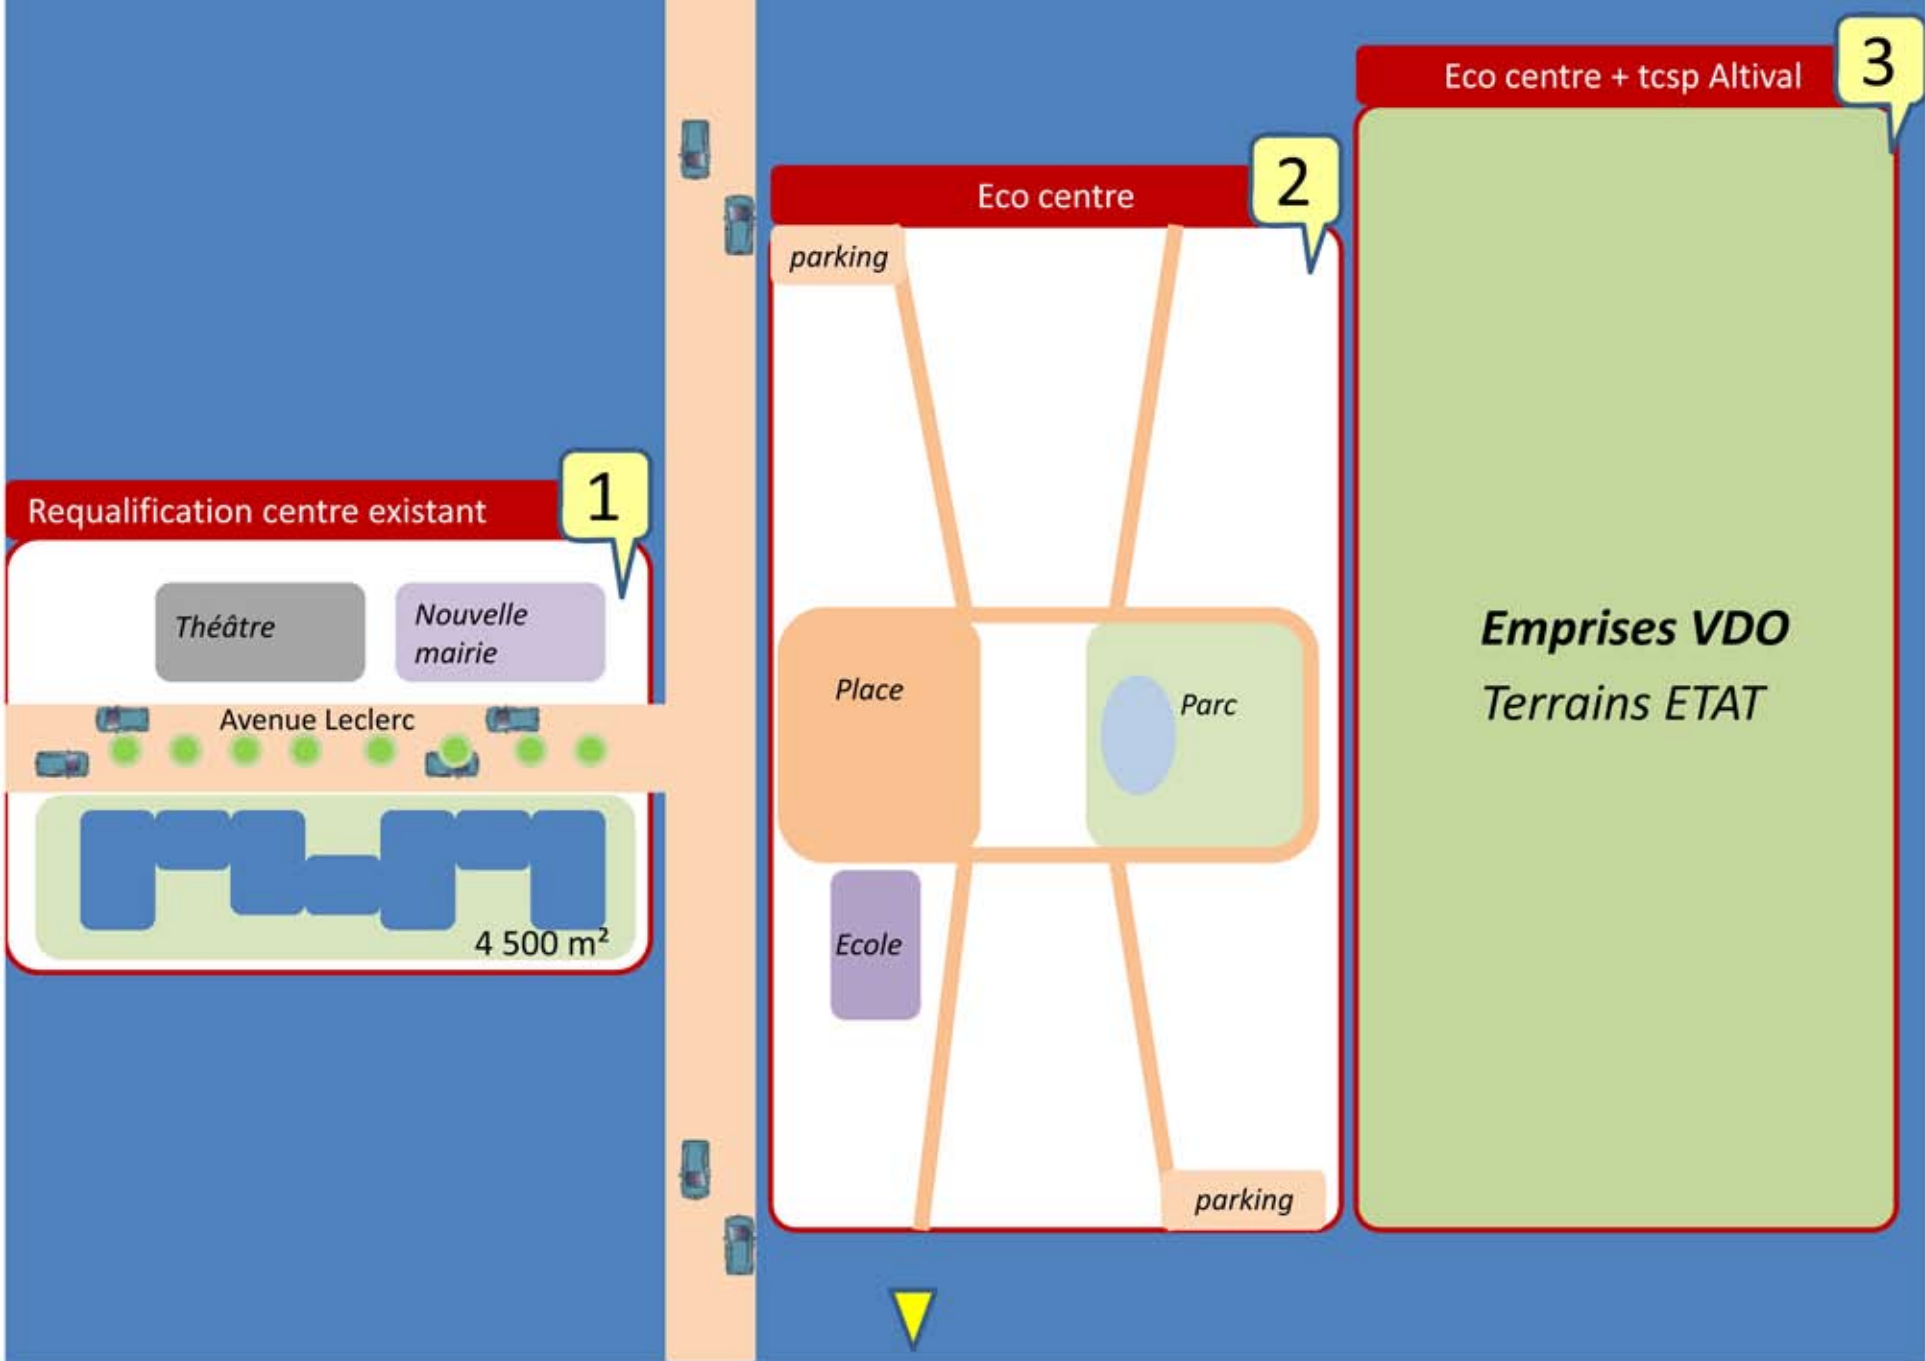 3
Eco centre + tcsp Altival
2
Eco centre
parking
1
Requalification centre existant
Théâtre
Nouvelle
mairie
Avenue Leclerc
4 500 m²
Place
Parc
Ecole
parking
Emprises VDO
Terrains ETAT